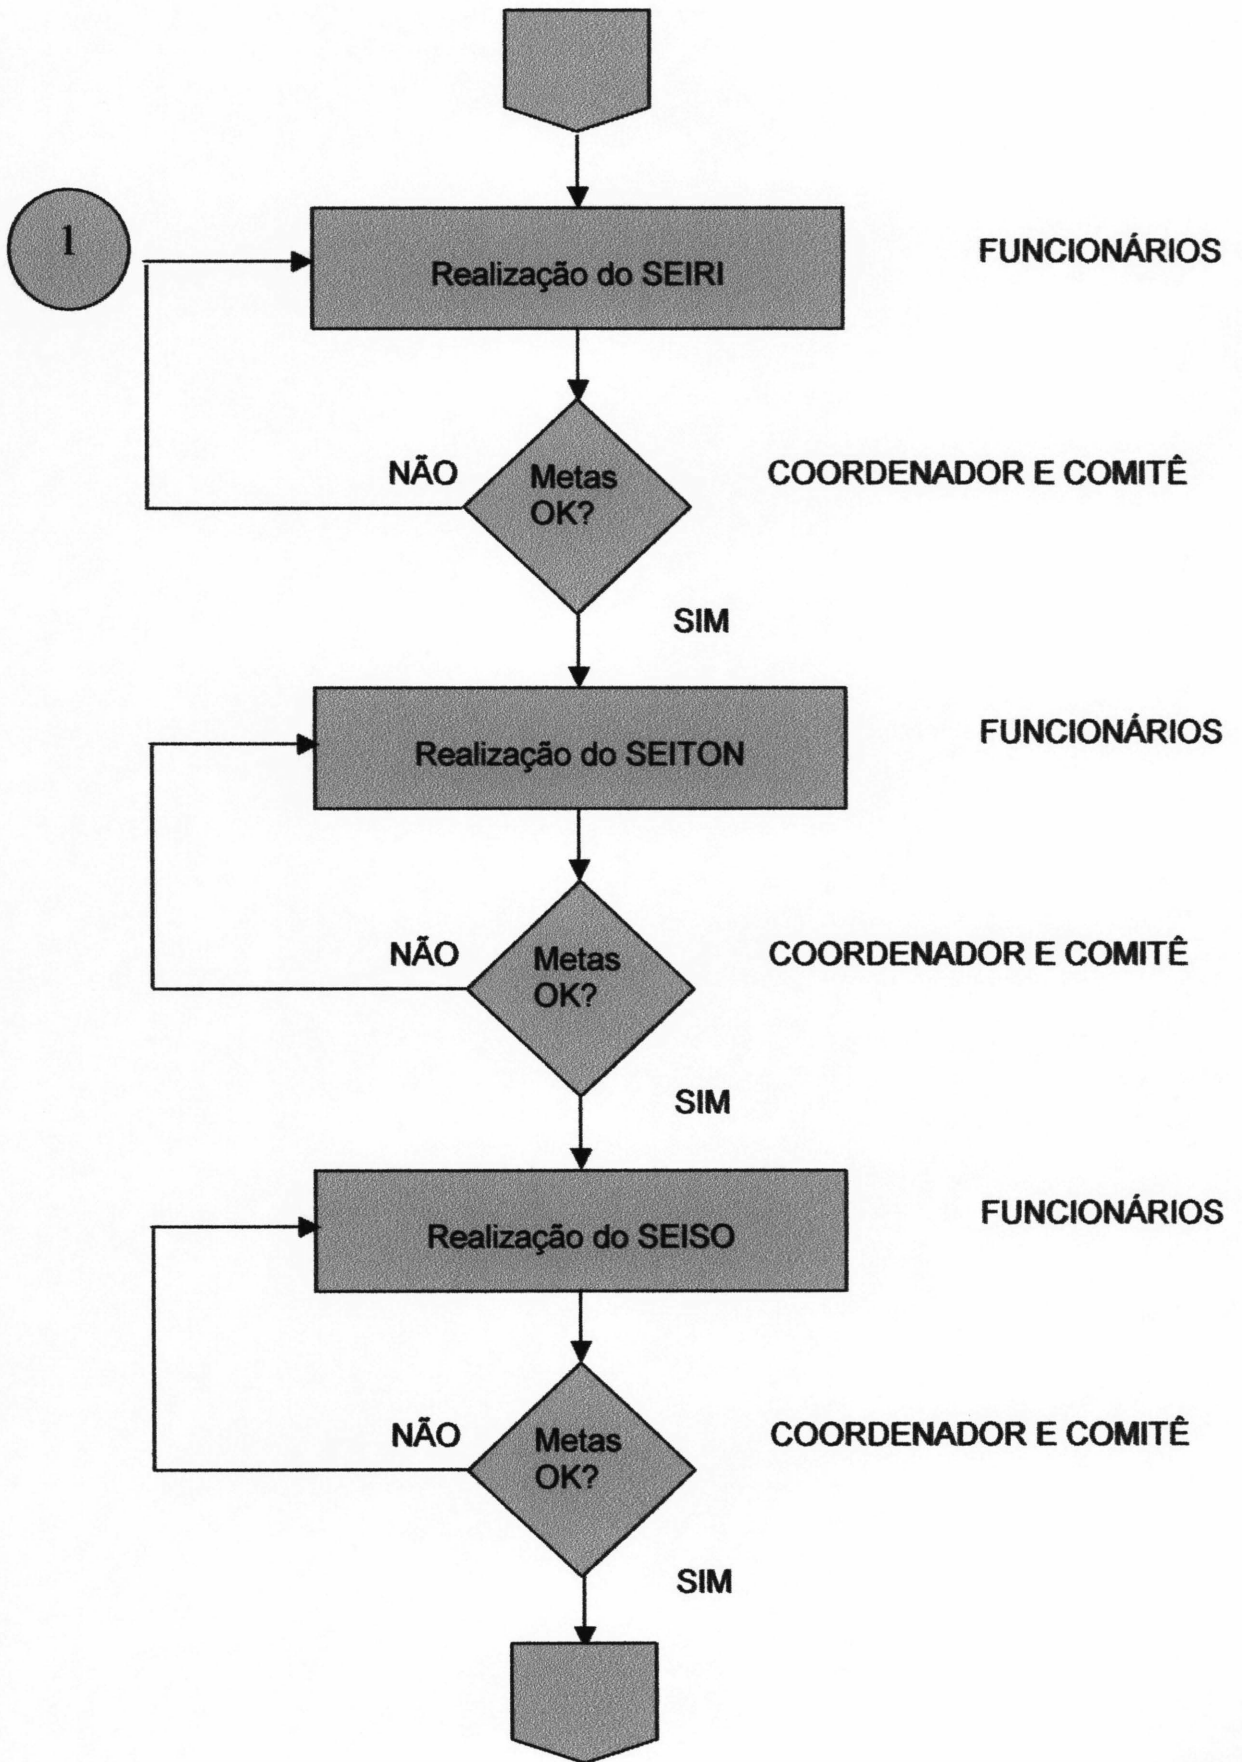 1
Realização do SEIRI
FUNCIONÁRIOS
NÃO
Metas
OK?
COORDENADOR E COMITÊ
SIM
Realização do SEITON
FUNCIONÁRIOS
NÃO
Metas
OK?
COORDENADOR E COMITÊ
SIM
Realização do SEISO
FUNCIONÁRIOS
NÃO
Metas
OK?
COORDENADOR E COMITÊ
SIM